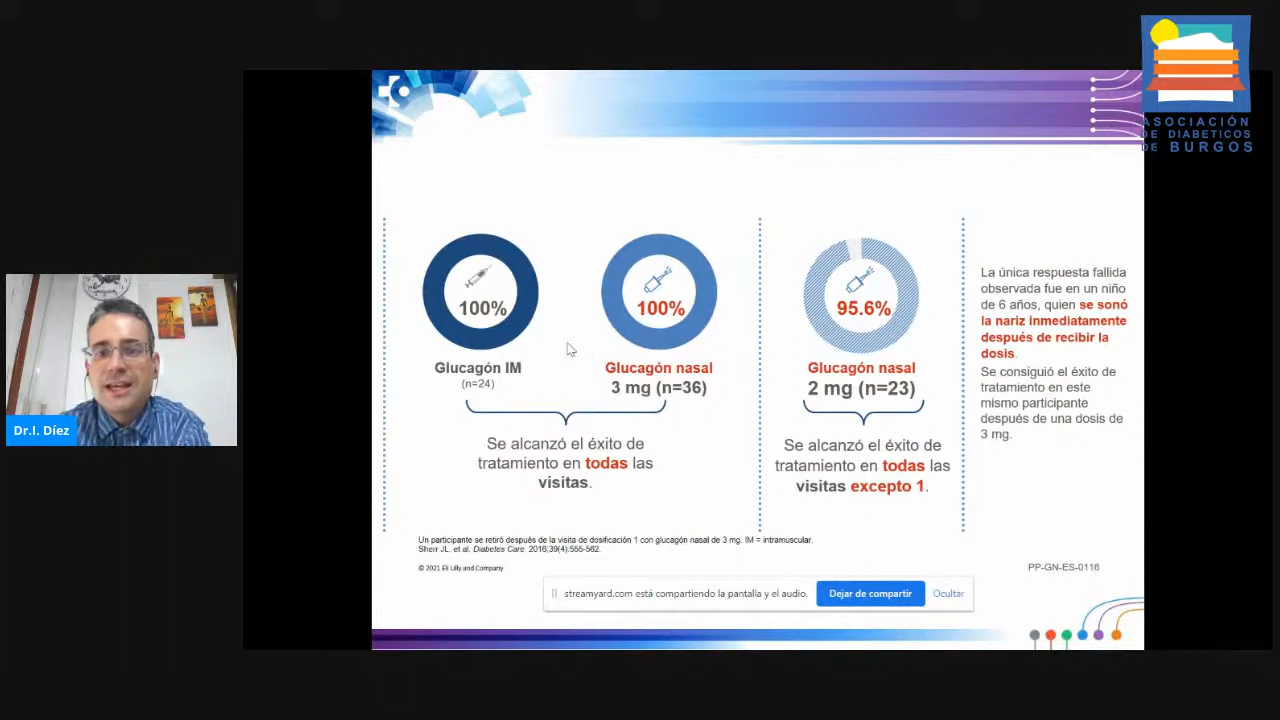 ASOCIACIÓN
DE DIABETICOS
DE BURGOS
100%
Glucagón IM
(n=24)
100%
Glucagón nasal
3 mg (n=36)
Se alcanzó el éxito de
tratamiento en todas las
visitas.
95.6%
Glucagón nasal
2 mg (n=23)
Se alcanzó el éxito de
tratamiento en todas las
visitas excepto 1.
La única respuesta fallida
observada fue en un niño
de 6 años, quien se sonó
la nariz inmediatamente
después de recibir la
dosis.
Se consiguió el éxito de
tratamiento en este
mismo participante
después de una dosis de
3 mg.
Dr.I. Díez
Un participante se retiró después de la visita de dosificación 1 con glucagón nasal de 3 mg. IM = intramuscular.
Sherr JL, et al. Diabetes Care. 2016;39(4):555-562.
© 2021 Eli Lilly and Company
PP-GN-ES-0116
streamyard.com está compartiendo la pantalla y el audio.
Dejar de compartir
Ocultar